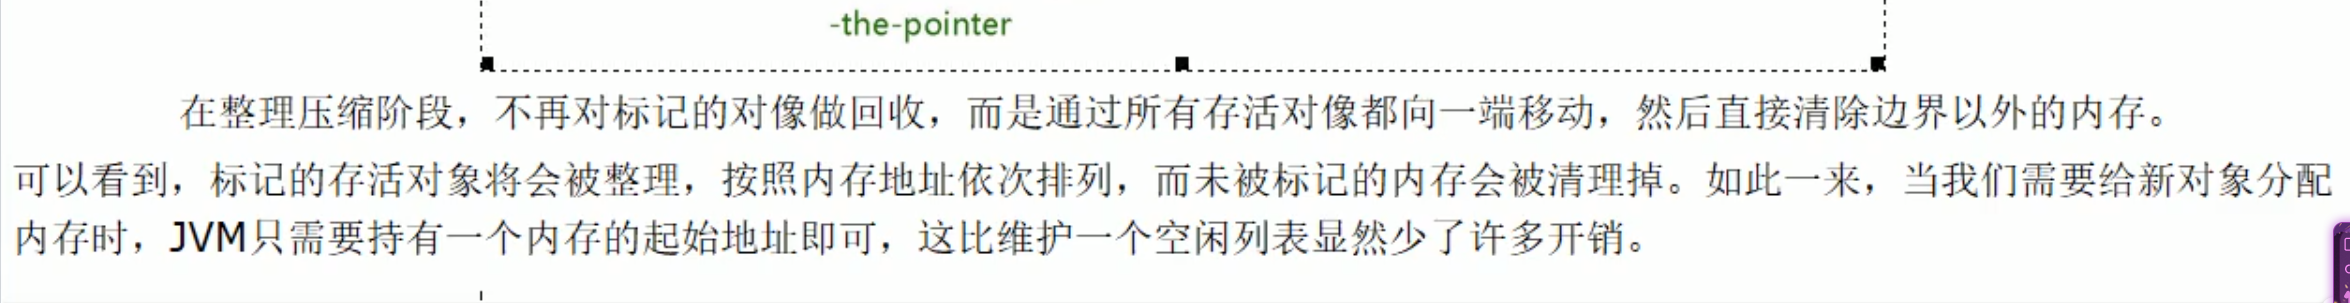 -the-pointer
在整理压缩阶段，不再对标记的对像做回收，而是通过所有存活对像都向一端移动，然后直接清除边界以外的内存。
可以看到，标记的存活对象将会被整理，按照内存地址依次排列，而未被标记的内存会被清理掉。如此一来，当我们需要给新对象分配
内存时，JVM只需要持有一个内存的起始地址即可，这比维护一个空闲列表显然少了许多开销。